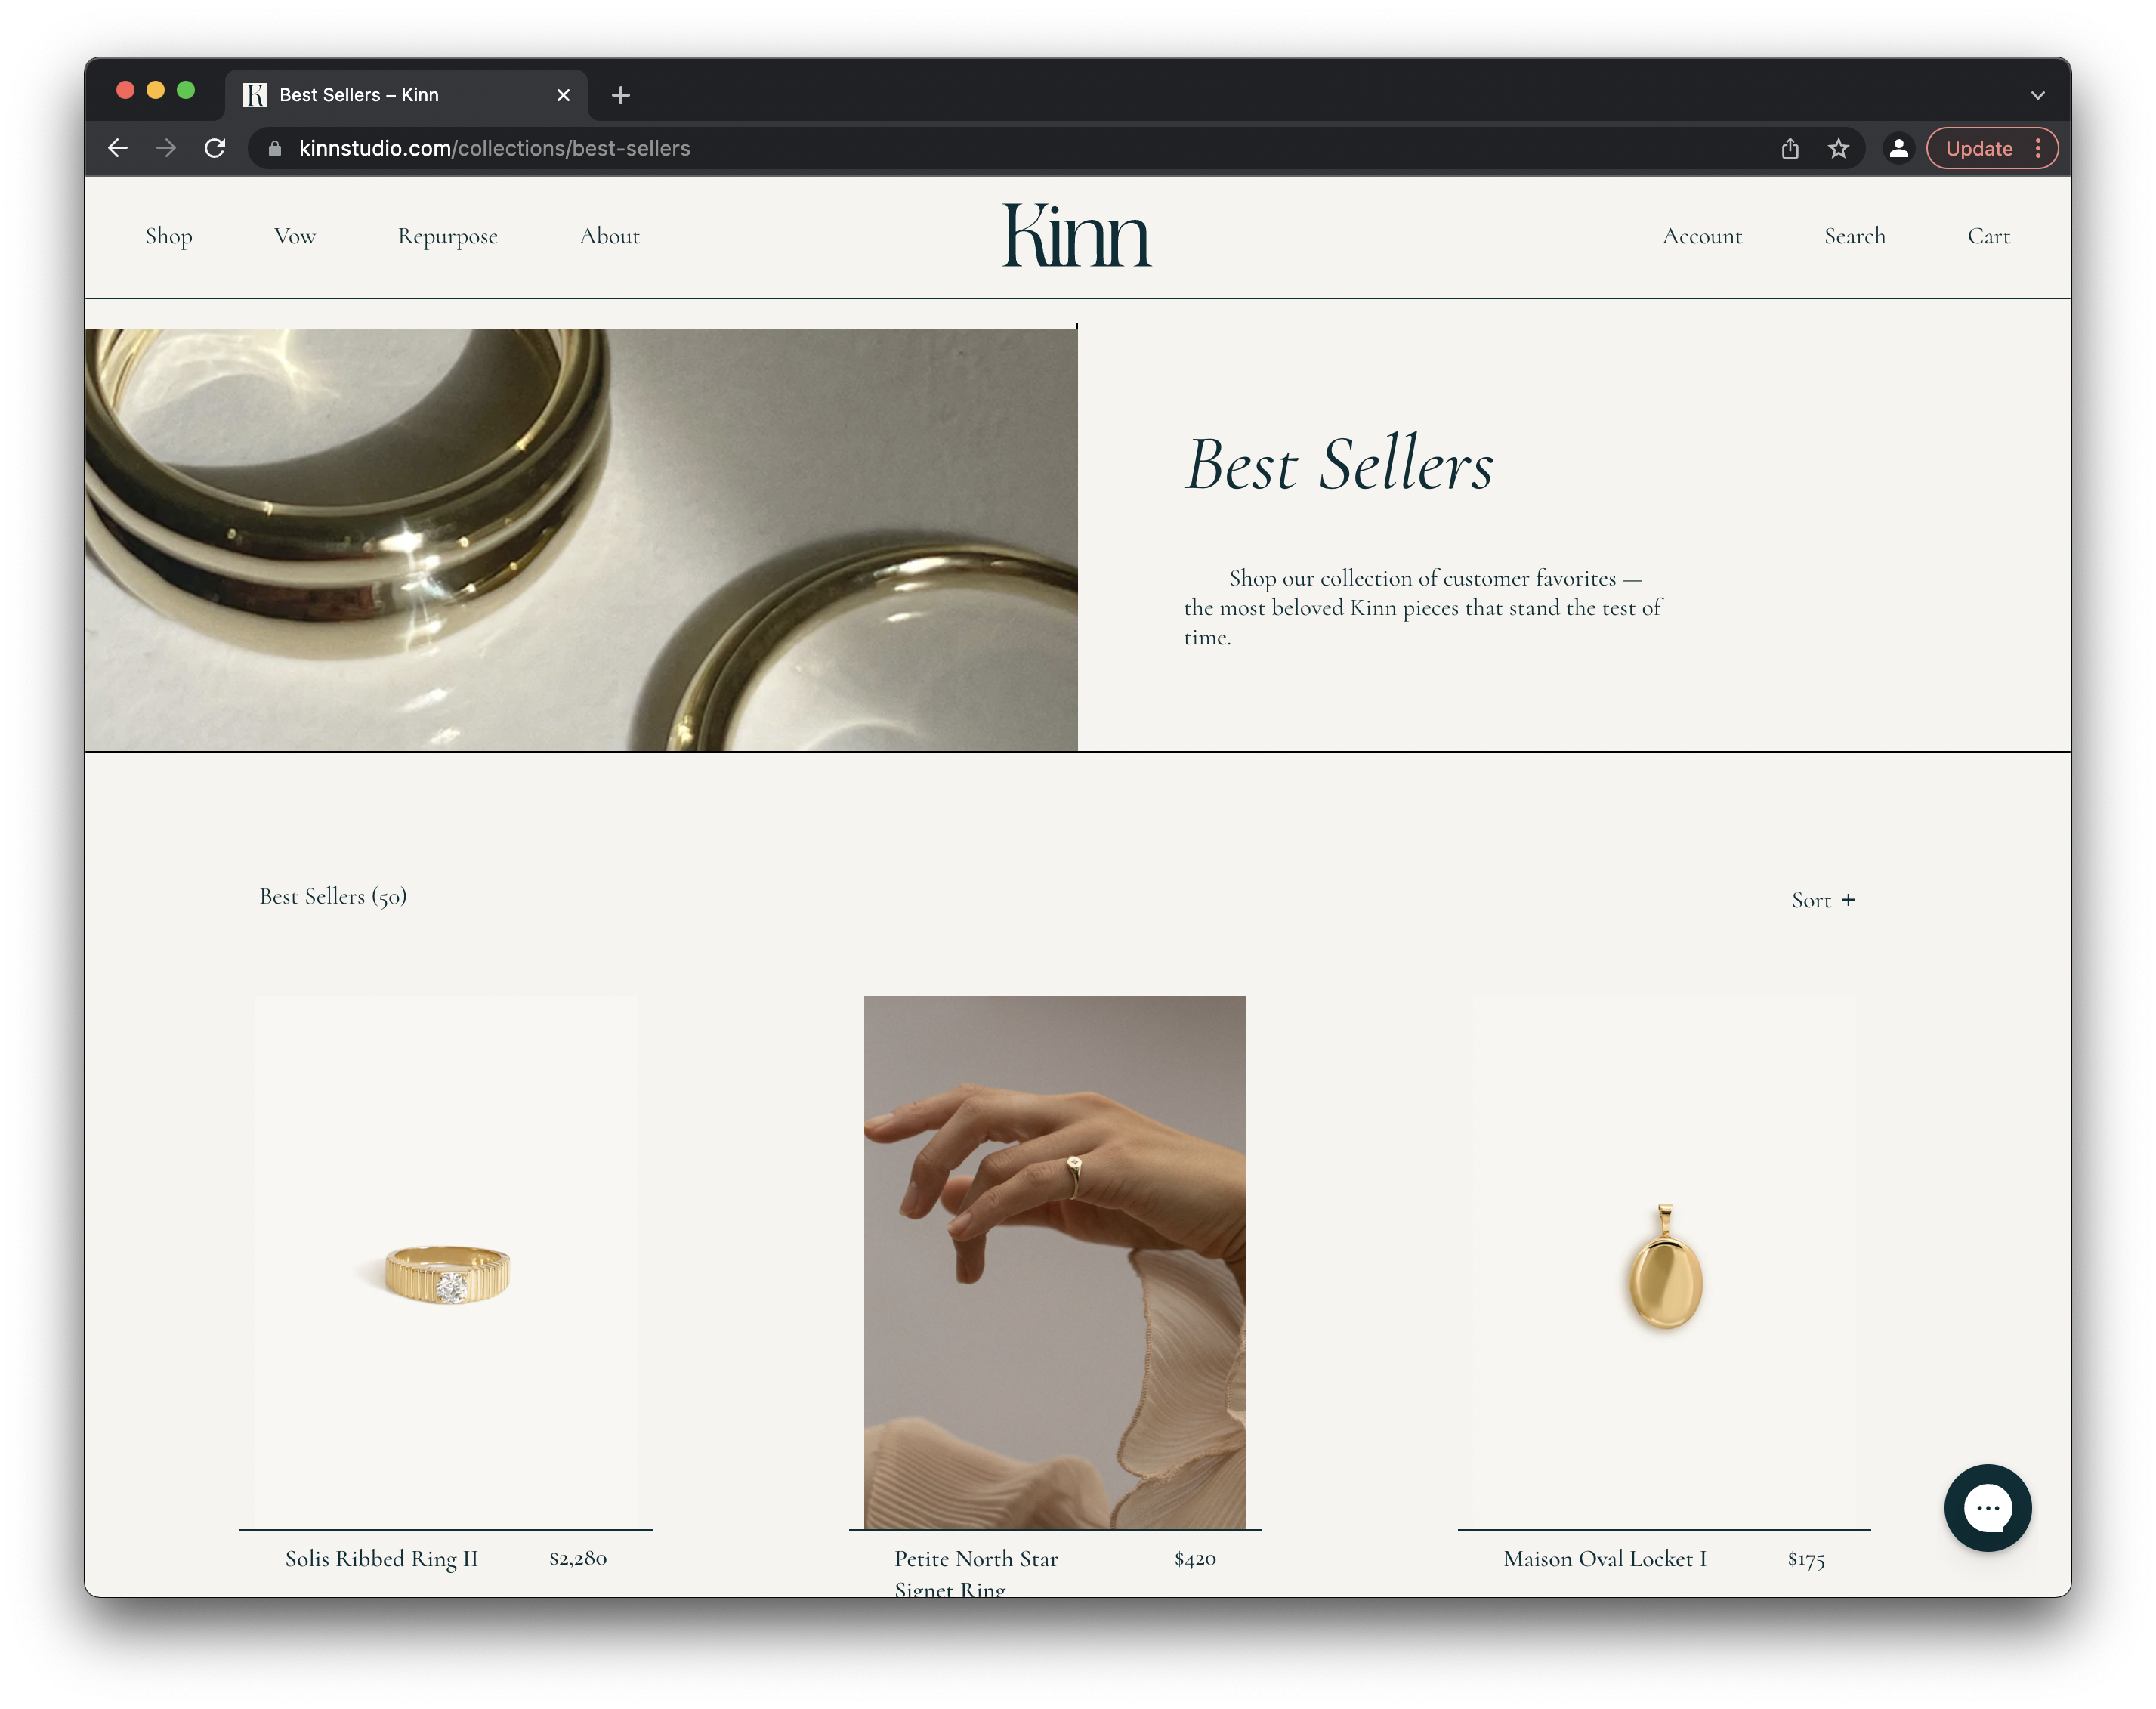 Best Sellers – Kinn
kinnstudio.com/collections/best-sellers
Update
Shop Vow Repurpose About
Kinn
Account Search Cart
Best Sellers
Shop our collection of customer favorites —
the most beloved Kinn pieces that stand the test of
time.
Best Sellers (50)
Sort +
Solis Ribbed Ring II $2,280
Petite North Star $420
Signet Ring
Maison Oval Locket I $175